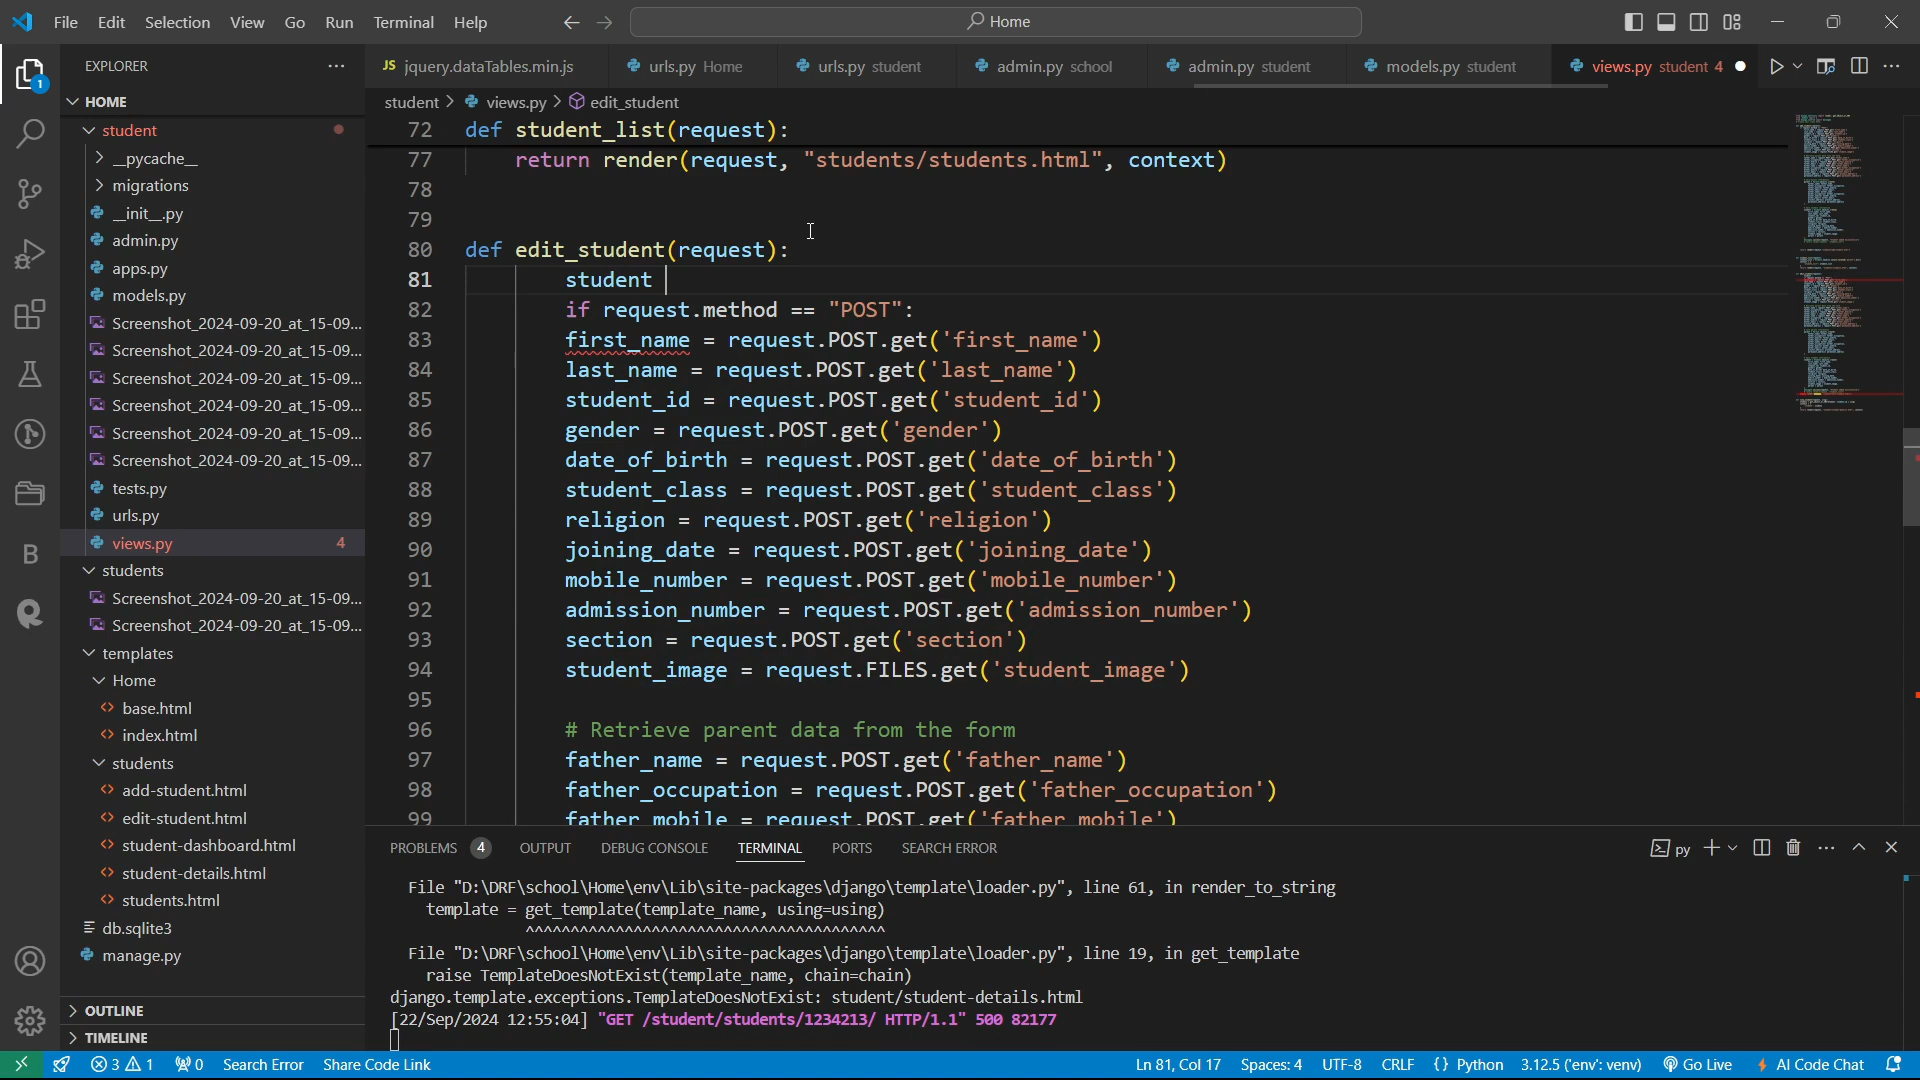 File Edit Selection View Go Run Terminal Help
Home
EXPLORER
JS jquery.dataTables.min.js
urls.py Home
urls.py student
admin.py school
admin.py student
models.py student
views.py student 4
HOME
student > views.py > edit_student
student
__pycache__
migrations
__init__.py
admin.py
apps.py
models.py
Screenshot_2024-09-20_at_15-09...
Screenshot_2024-09-20_at_15-09...
Screenshot_2024-09-20_at_15-09...
Screenshot_2024-09-20_at_15-09...
Screenshot_2024-09-20_at_15-09...
Screenshot_2024-09-20_at_15-09...
tests.py
urls.py
views.py 4
students
Screenshot_2024-09-20_at_15-09...
Screenshot_2024-09-20_at_15-09...
templates
Home
base.html
index.html
students
add-student.html
edit-student.html
student-dashboard.html
student-details.html
students.html
db.sqlite3
manage.py
OUTLINE
TIMELINE
1
B
72 def student_list(request):
77 return render(request, "students/students.html", context)
78
79
80 def edit_student(request):
81 student
82 if request.method == "POST":
83 first_name = request.POST.get('first_name')
84 last_name = request.POST.get('last_name')
85 student_id = request.POST.get('student_id')
86 gender = request.POST.get('gender')
87 date_of_birth = request.POST.get('date_of_birth')
88 student_class = request.POST.get('student_class')
89 religion = request.POST.get('religion')
90 joining_date = request.POST.get('joining_date')
91 mobile_number = request.POST.get('mobile_number')
92 admission_number = request.POST.get('admission_number')
93 section = request.POST.get('section')
94 student_image = request.FILES.get('student_image')
95
96 # Retrieve parent data from the form
97 father_name = request.POST.get('father_name')
98 father_occupation = request.POST.get('father_occupation')
99 father_mobile = request.POST.get('father_mobile')
PROBLEMS 4 OUTPUT DEBUG CONSOLE TERMINAL PORTS SEARCH ERROR
py
File "D:\DRF\school\Home\env\Lib\site-packages\django\template\loader.py", line 61, in render_to_string
template = get_template(template_name, using=using)
^^^^^^^^^^^^^^^^^^^^^^^^^^^^^^^^^^^^^^^
File "D:\DRF\school\Home\env\Lib\site-packages\django\template\loader.py", line 19, in get_template
raise TemplateDoesNotExist(template_name, chain=chain)
django.template.exceptions.TemplateDoesNotExist: student/student-details.html
[22/Sep/2024 12:55:04] "GET /student/students/1234213/ HTTP/1.1" 500 82177
3 1 0 Search Error Share Code Link
Ln 81, Col 17 Spaces: 4 UTF-8 CRLF {} Python 3.12.5 ('env': venv) Go Live AI Code Chat